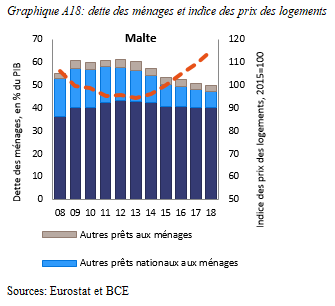 Graphique A18: dette des ménages et indice des prix des logements
Malte
Dette des ménages, en % du PIB
70
60
50
40
30
20
10
0
Indice des prix des logements, 2015=100
120
110
100
90
80
70
60
50
08 09 10 11 12 13 14 15 16 17 18
Autres prêts aux ménages
Autres prêts nationaux aux ménages
Sources: Eurostat et BCE